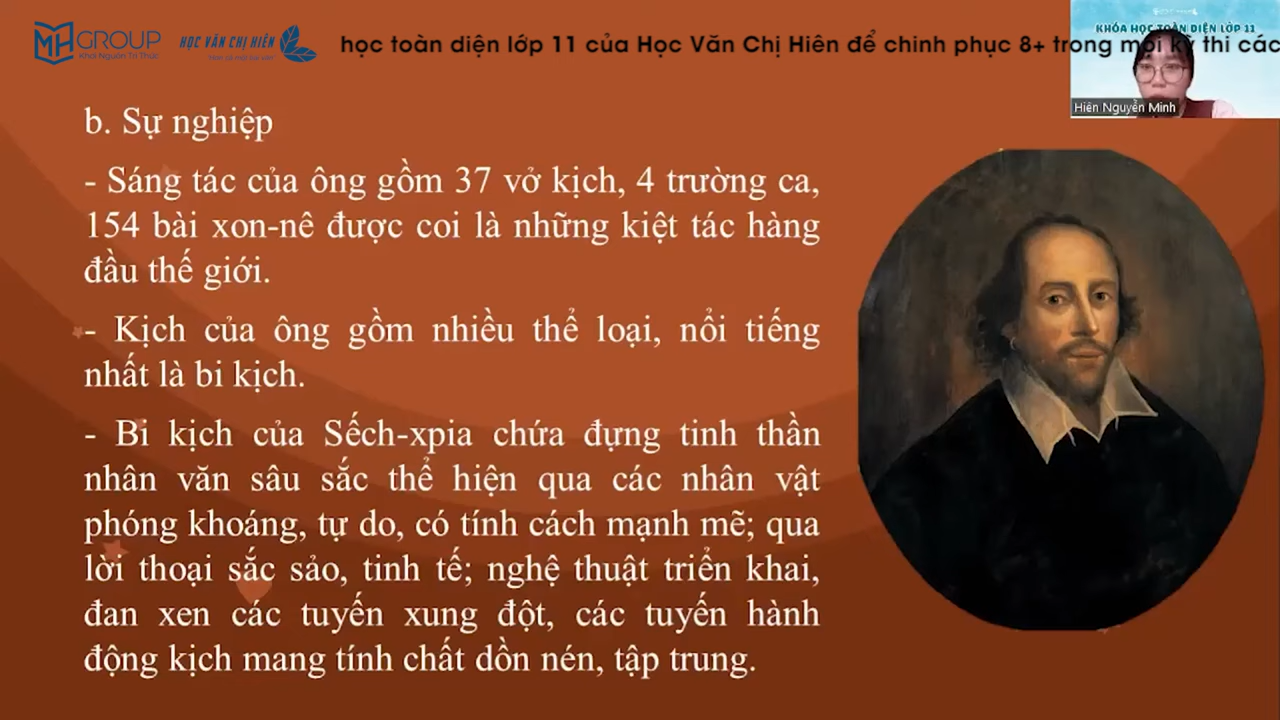 MH GROUP
Khơi Nguồn Tri Thức
HỌC VĂN CHỊ HIÊN
học toàn diện lớp 11 của Học Văn Chị Hiên để chinh phục 8+ trong mọi kỳ thi các
KHÓA HỌC TOÀN DIỆN LỚP 11
Hiên Nguyễn Minh
b. Sự nghiệp
- Sáng tác của ông gồm 37 vở kịch, 4 trường ca,
154 bài xon-nê được coi là những kiệt tác hàng
đầu thế giới.
- Kịch của ông gồm nhiều thể loại, nổi tiếng
nhất là bi kịch.
- Bi kịch của Sếch-xpia chứa đựng tinh thần
nhân văn sâu sắc thể hiện qua các nhân vật
phóng khoáng, tự do, có tính cách mạnh mẽ; qua
lời thoại sắc sảo, tinh tế; nghệ thuật triển khai,
đan xen các tuyến xung đột, các tuyến hành
động kịch mang tính chất dồn nén, tập trung.